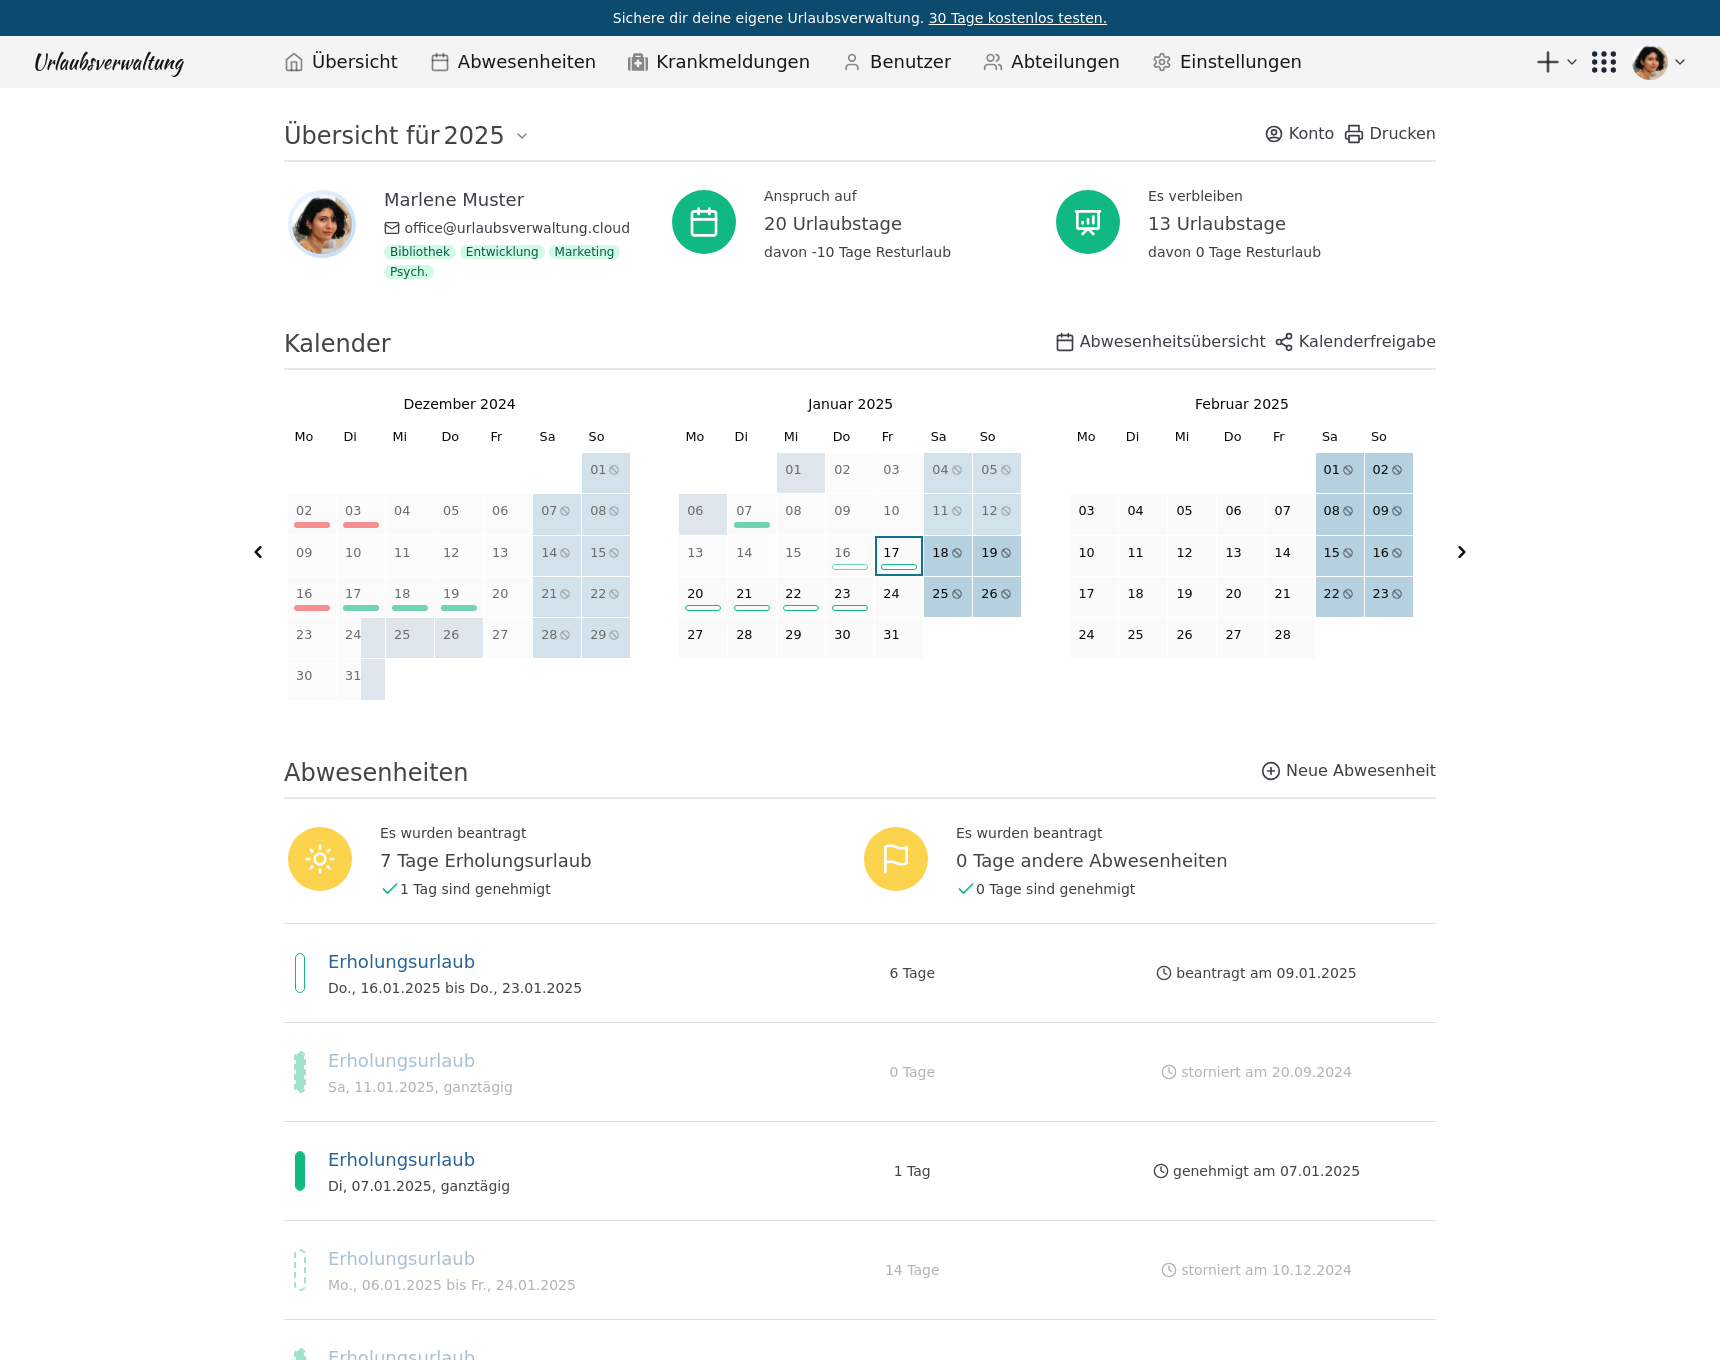 Sichere dir deine eigene Urlaubsverwaltung. 30 Tage kostenlos testen.
Urlaubsverwaltung Übersicht Abwesenheiten Krankmeldungen Benutzer Abteilungen Einstellungen
Übersicht für 2025 Konto Drucken
Marlene Muster
office@urlaubsverwaltung.cloud
Bibliothek Entwicklung Marketing
Psych.
Anspruch auf
20 Urlaubstage
davon -10 Tage Resturlaub
Es verbleiben
13 Urlaubstage
davon 0 Tage Resturlaub
Kalender Abwesenheitsübersicht Kalenderfreigabe
Dezember 2024
Mo Di Mi Do Fr Sa So
01
02 03 04 05 06 07 08
09 10 11 12 13 14 15
16 17 18 19 20 21 22
23 24 25 26 27 28 29
30 31
Januar 2025
Mo Di Mi Do Fr Sa So
01 02 03 04 05
06 07 08 09 10 11 12
13 14 15 16 17 18 19
20 21 22 23 24 25 26
27 28 29 30 31
Februar 2025
Mo Di Mi Do Fr Sa So
01 02
03 04 05 06 07 08 09
10 11 12 13 14 15 16
17 18 19 20 21 22 23
24 25 26 27 28
Abwesenheiten Neue Abwesenheit
Es wurden beantragt
7 Tage Erholungsurlaub
1 Tag sind genehmigt
Es wurden beantragt
0 Tage andere Abwesenheiten
0 Tage sind genehmigt
Erholungsurlaub
Do., 16.01.2025 bis Do., 23.01.2025
6 Tage
beantragt am 09.01.2025
Erholungsurlaub
Sa, 11.01.2025, ganztägig
0 Tage
storniert am 20.09.2024
Erholungsurlaub
Di, 07.01.2025, ganztägig
1 Tag
genehmigt am 07.01.2025
Erholungsurlaub
Mo., 06.01.2025 bis Fr., 24.01.2025
14 Tage
storniert am 10.12.2024
Erholungsurlaub